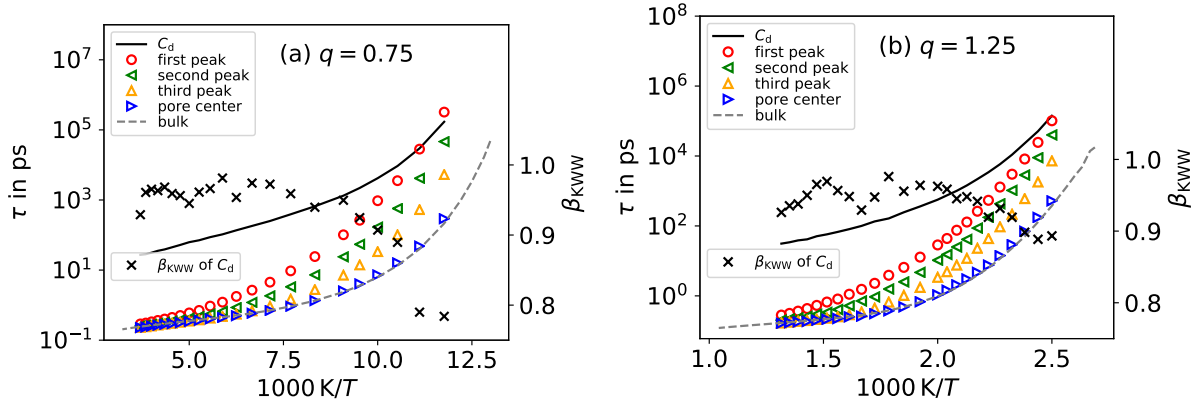 (a) q = 0.75
C_d
first peak
second peak
third peak
pore center
bulk
β_KWW of C_d
τ in ps
10^7
10^5
10^3
10^1
10^−1
5.0
7.5
10.0
12.5
1000 K/T
1.0
0.9
0.8
β_KWW
(b) q = 1.25
C_d
first peak
second peak
third peak
pore center
bulk
β_KWW of C_d
τ in ps
10^8
10^6
10^4
10^2
10^0
1.0
1.5
2.0
2.5
1000 K/T
1.0
0.9
0.8
β_KWW